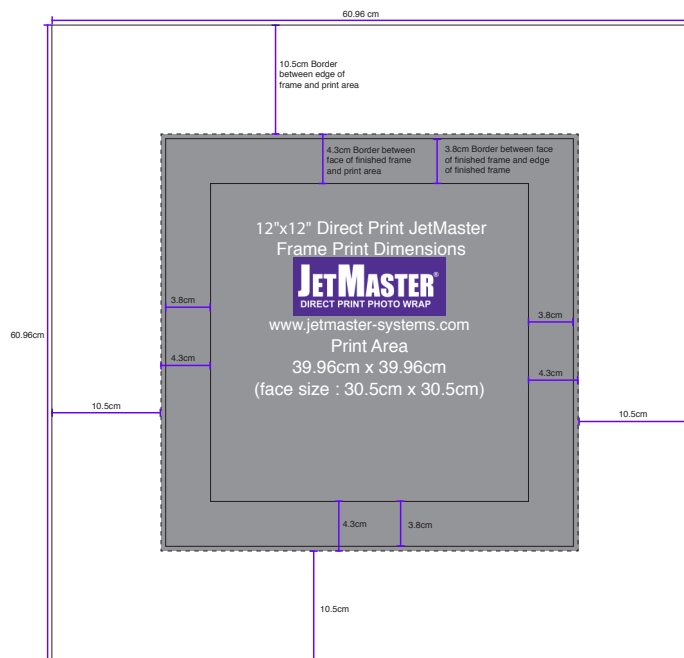 60.96 cm
10.5cm Border
between edge of
frame and print area
4.3cm Border between
face of finished frame
and print area
3.8cm Border between face
of finished frame and edge
of finished frame
12"x12" Direct Print JetMaster
Frame Print Dimensions
JETMASTER®
DIRECT PRINT PHOTO WRAP
www.jetmaster-systems.com
Print Area
39.96cm x 39.96cm
(face size : 30.5cm x 30.5cm)
3.8cm
3.8cm
60.96cm
4.3cm
4.3cm
10.5cm
10.5cm
4.3cm
3.8cm
10.5cm